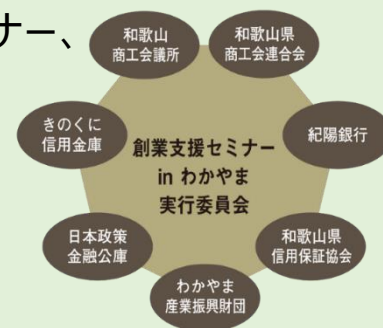 ナー、
和歌山
商工会議所
和歌山県
商工会連合会
きのくに
信用金庫
紀陽銀行
創業支援セミナー
in わかやま
実行委員会
日本政策
金融公庫
和歌山県
信用保証協会
わかやま
産業振興財団